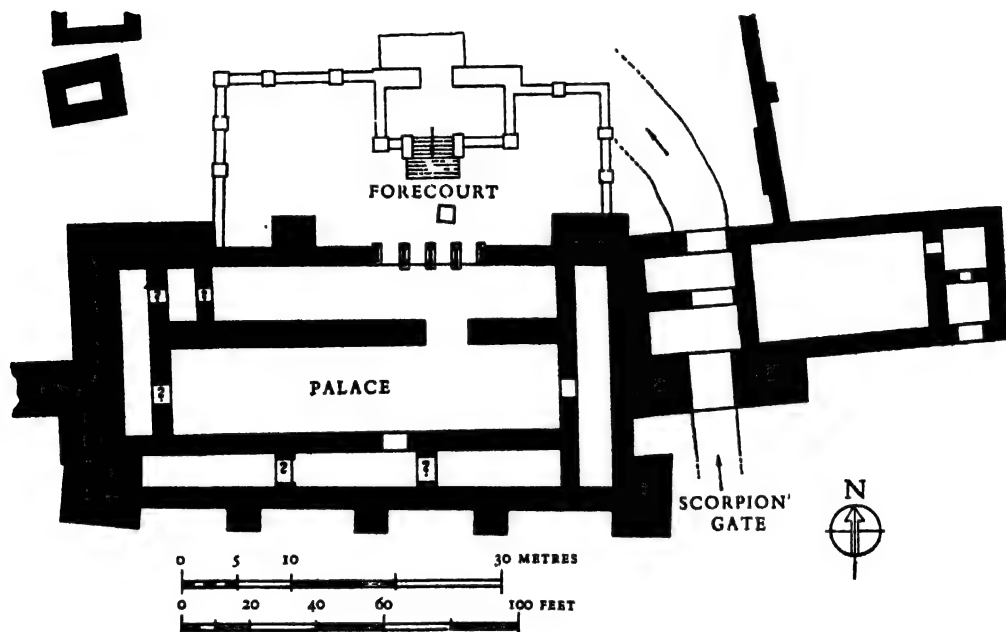 FORECOURT
? ?
?
PALACE
? ?
SCORPION'
GATE
N
0 5 10 30 METRES
0 20 40 60 100 FEET